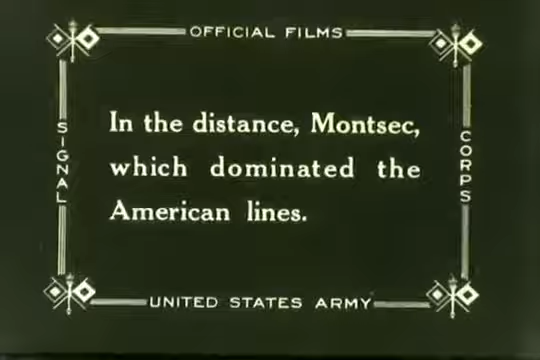 OFFICIAL FILMS
SIGNAL
In the distance, Montsec,
which dominated the
American lines.
CORPS
UNITED STATES ARMY